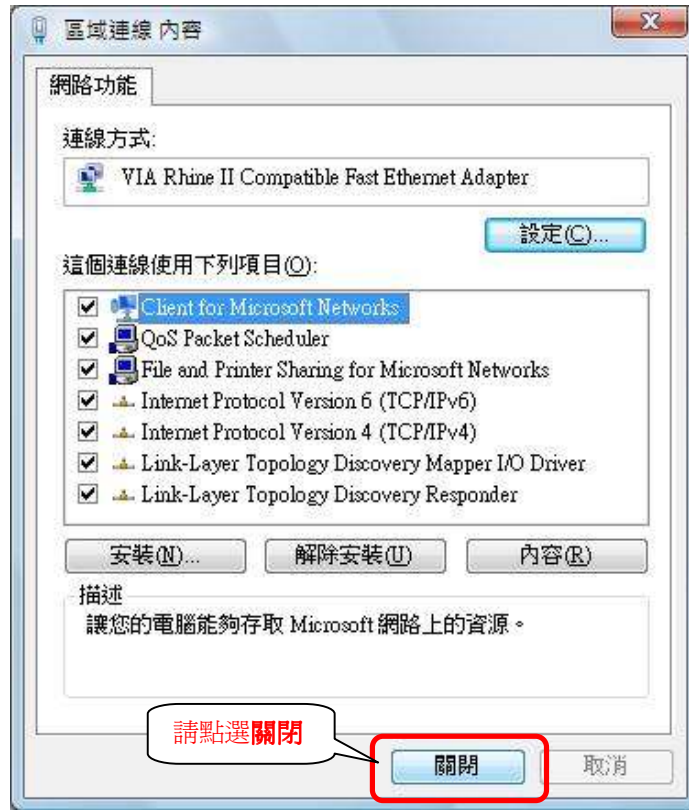 區域連線 內容
網路功能
連線方式:
VIA Rhine II Compatible Fast Ethernet Adapter
設定(C)...
這個連線使用下列項目(O):
Client for Microsoft Networks
QoS Packet Scheduler
File and Printer Sharing for Microsoft Networks
Internet Protocol Version 6 (TCP/IPv6)
Internet Protocol Version 4 (TCP/IPv4)
Link-Layer Topology Discovery Mapper I/O Driver
Link-Layer Topology Discovery Responder
安裝(N)... 解除安裝(U) 內容(R)
描述
讓您的電腦能夠存取 Microsoft 網路上的資源。
請點選關閉
關閉 取消